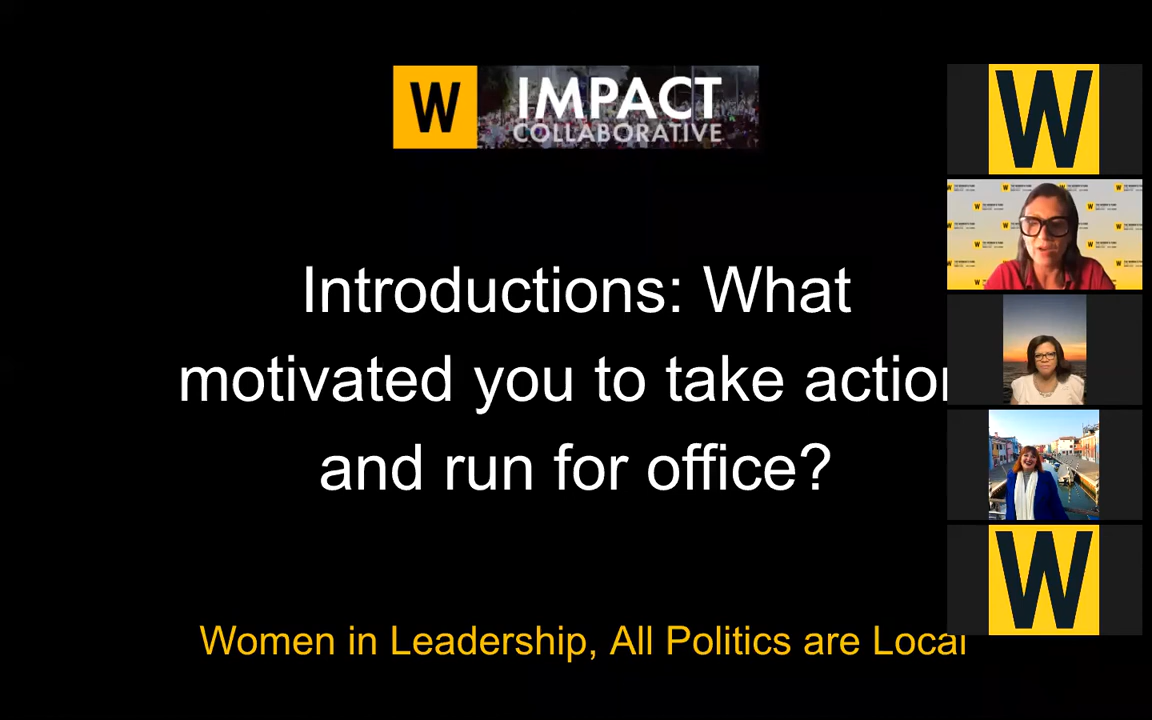 W
IMPACT
COLLABORATIVE
Introductions: What
motivated you to take action
and run for office?
Women in Leadership, All Politics are Local
W
W